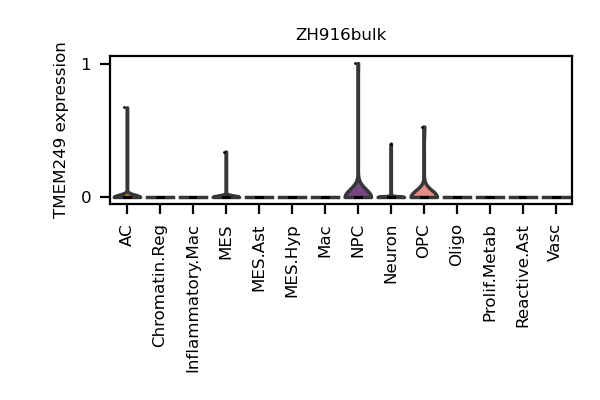 ZH916bulk
TMEM249 expression
1
0
AC
Chromatin.Reg
Inflammatory.Mac
MES
MES.Ast
MES.Hyp
Mac
NPC
Neuron
OPC
Oligo
Prolif.Metab
Reactive.Ast
Vasc